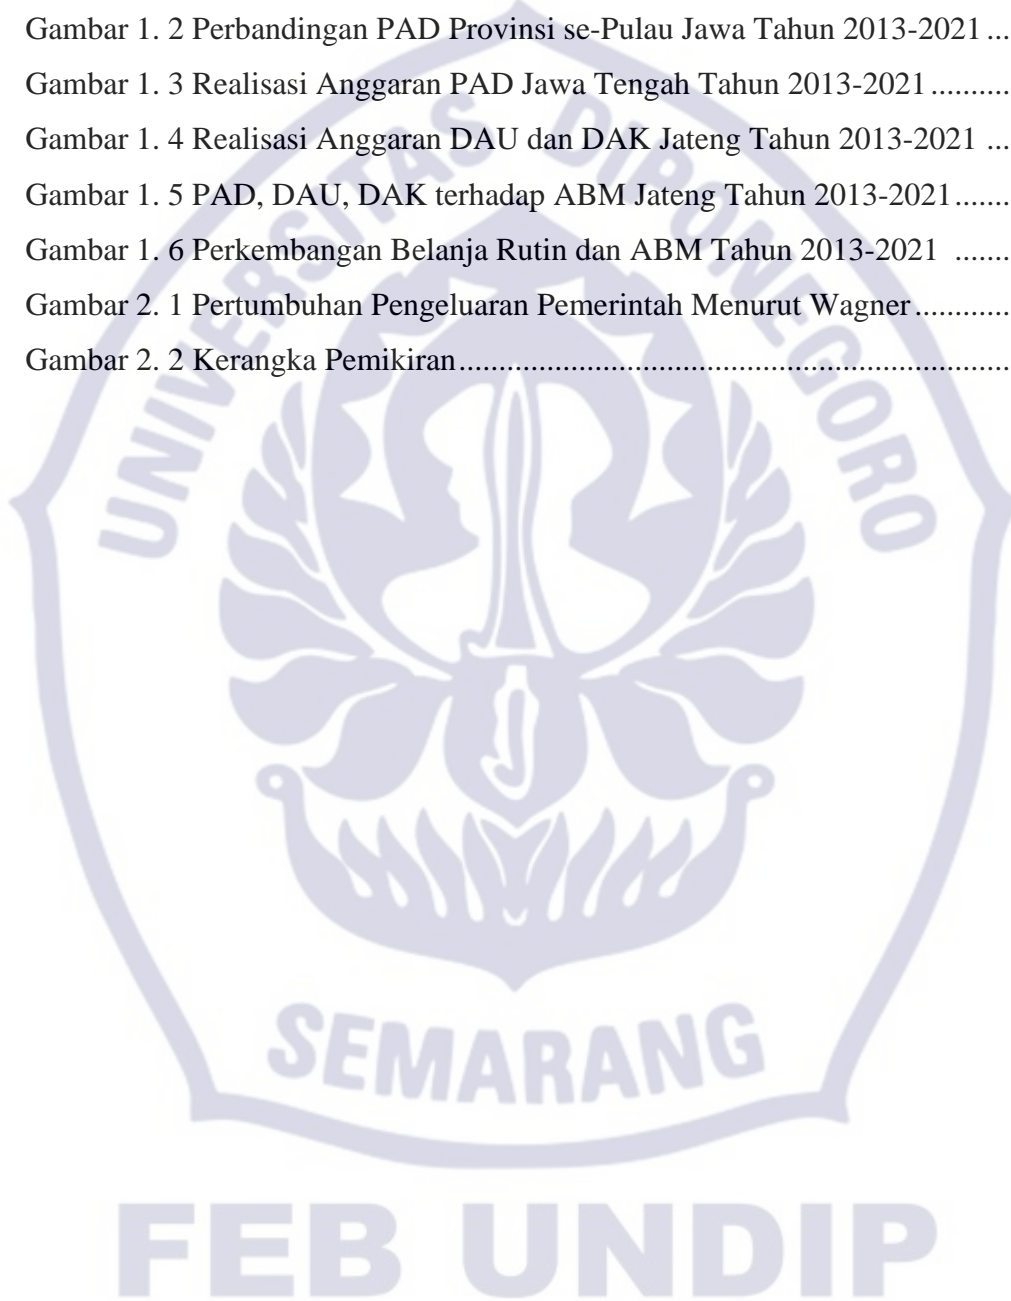 Gambar 1. 2 Perbandingan PAD Provinsi se-Pulau Jawa Tahun 2013-2021 ...
Gambar 1. 3 Realisasi Anggaran PAD Jawa Tengah Tahun 2013-2021 ..........
Gambar 1. 4 Realisasi Anggaran DAU dan DAK Jateng Tahun 2013-2021 ...
Gambar 1. 5 PAD, DAU, DAK terhadap ABM Jateng Tahun 2013-2021.......
Gambar 1. 6 Perkembangan Belanja Rutin dan ABM Tahun 2013-2021 .......
Gambar 2. 1 Pertumbuhan Pengeluaran Pemerintah Menurut Wagner............
Gambar 2. 2 Kerangka Pemikiran......................................................................
UNIVERSITAS DIPONEGORO
SEMARANG
FEB UNDIP